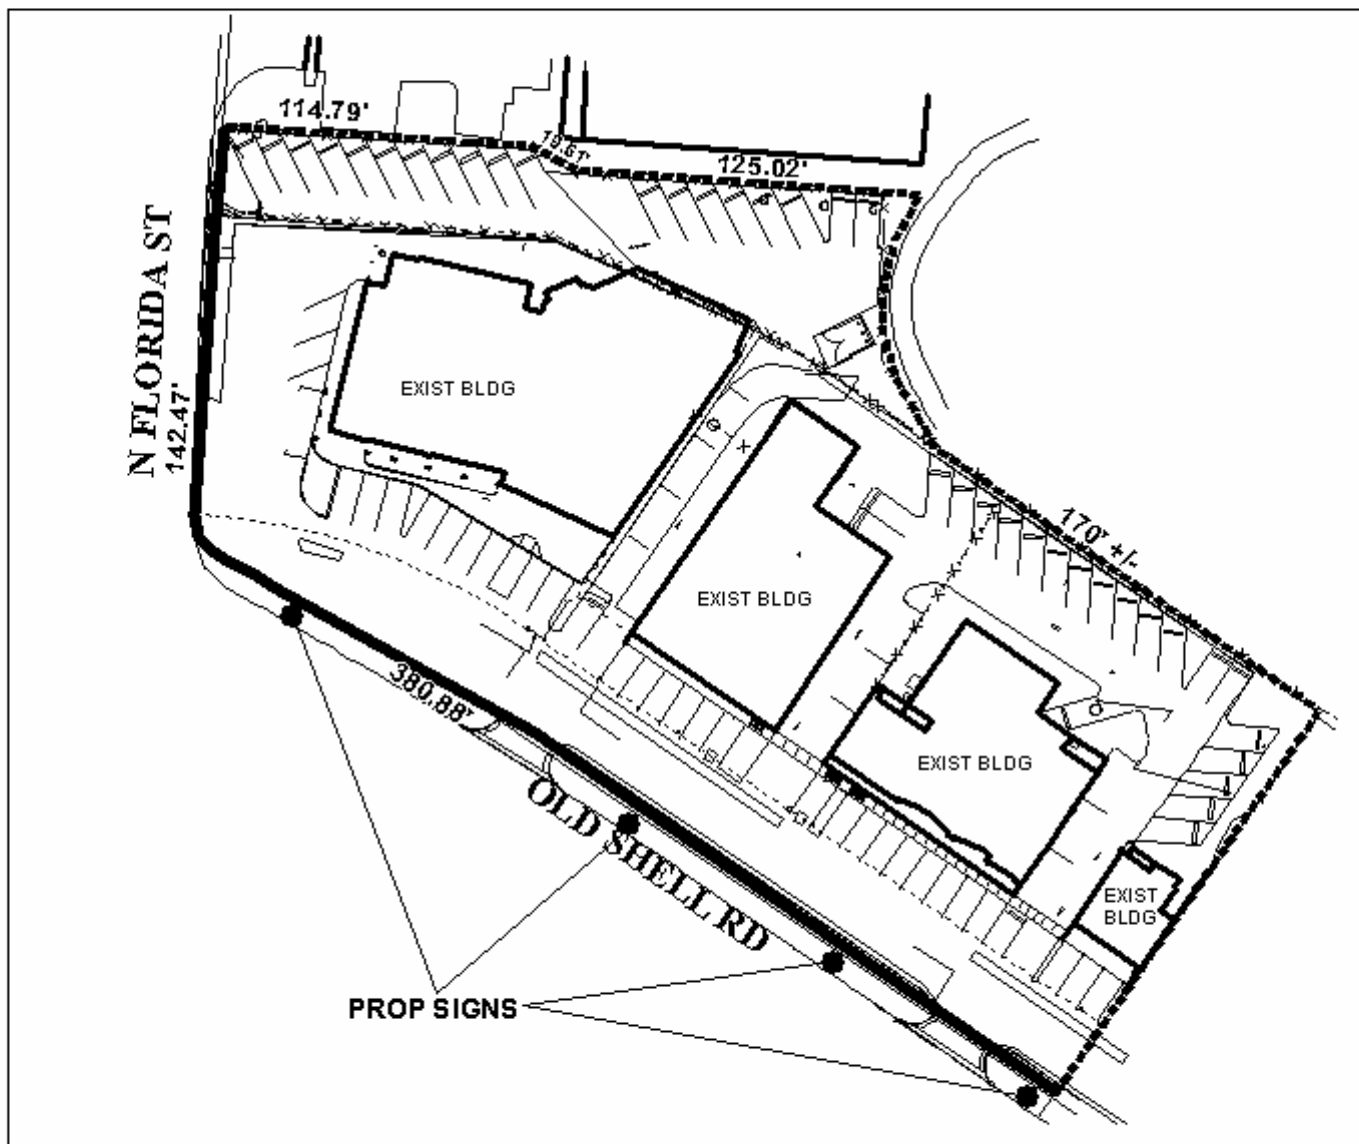 114.79'
19.61'
125.02'
N FLORIDA ST
142.47'
EXIST BLDG
170' +/-
EXIST BLDG
380.88'
EXIST BLDG
OLD SHELL RD
EXIST
BLDG
PROP SIGNS